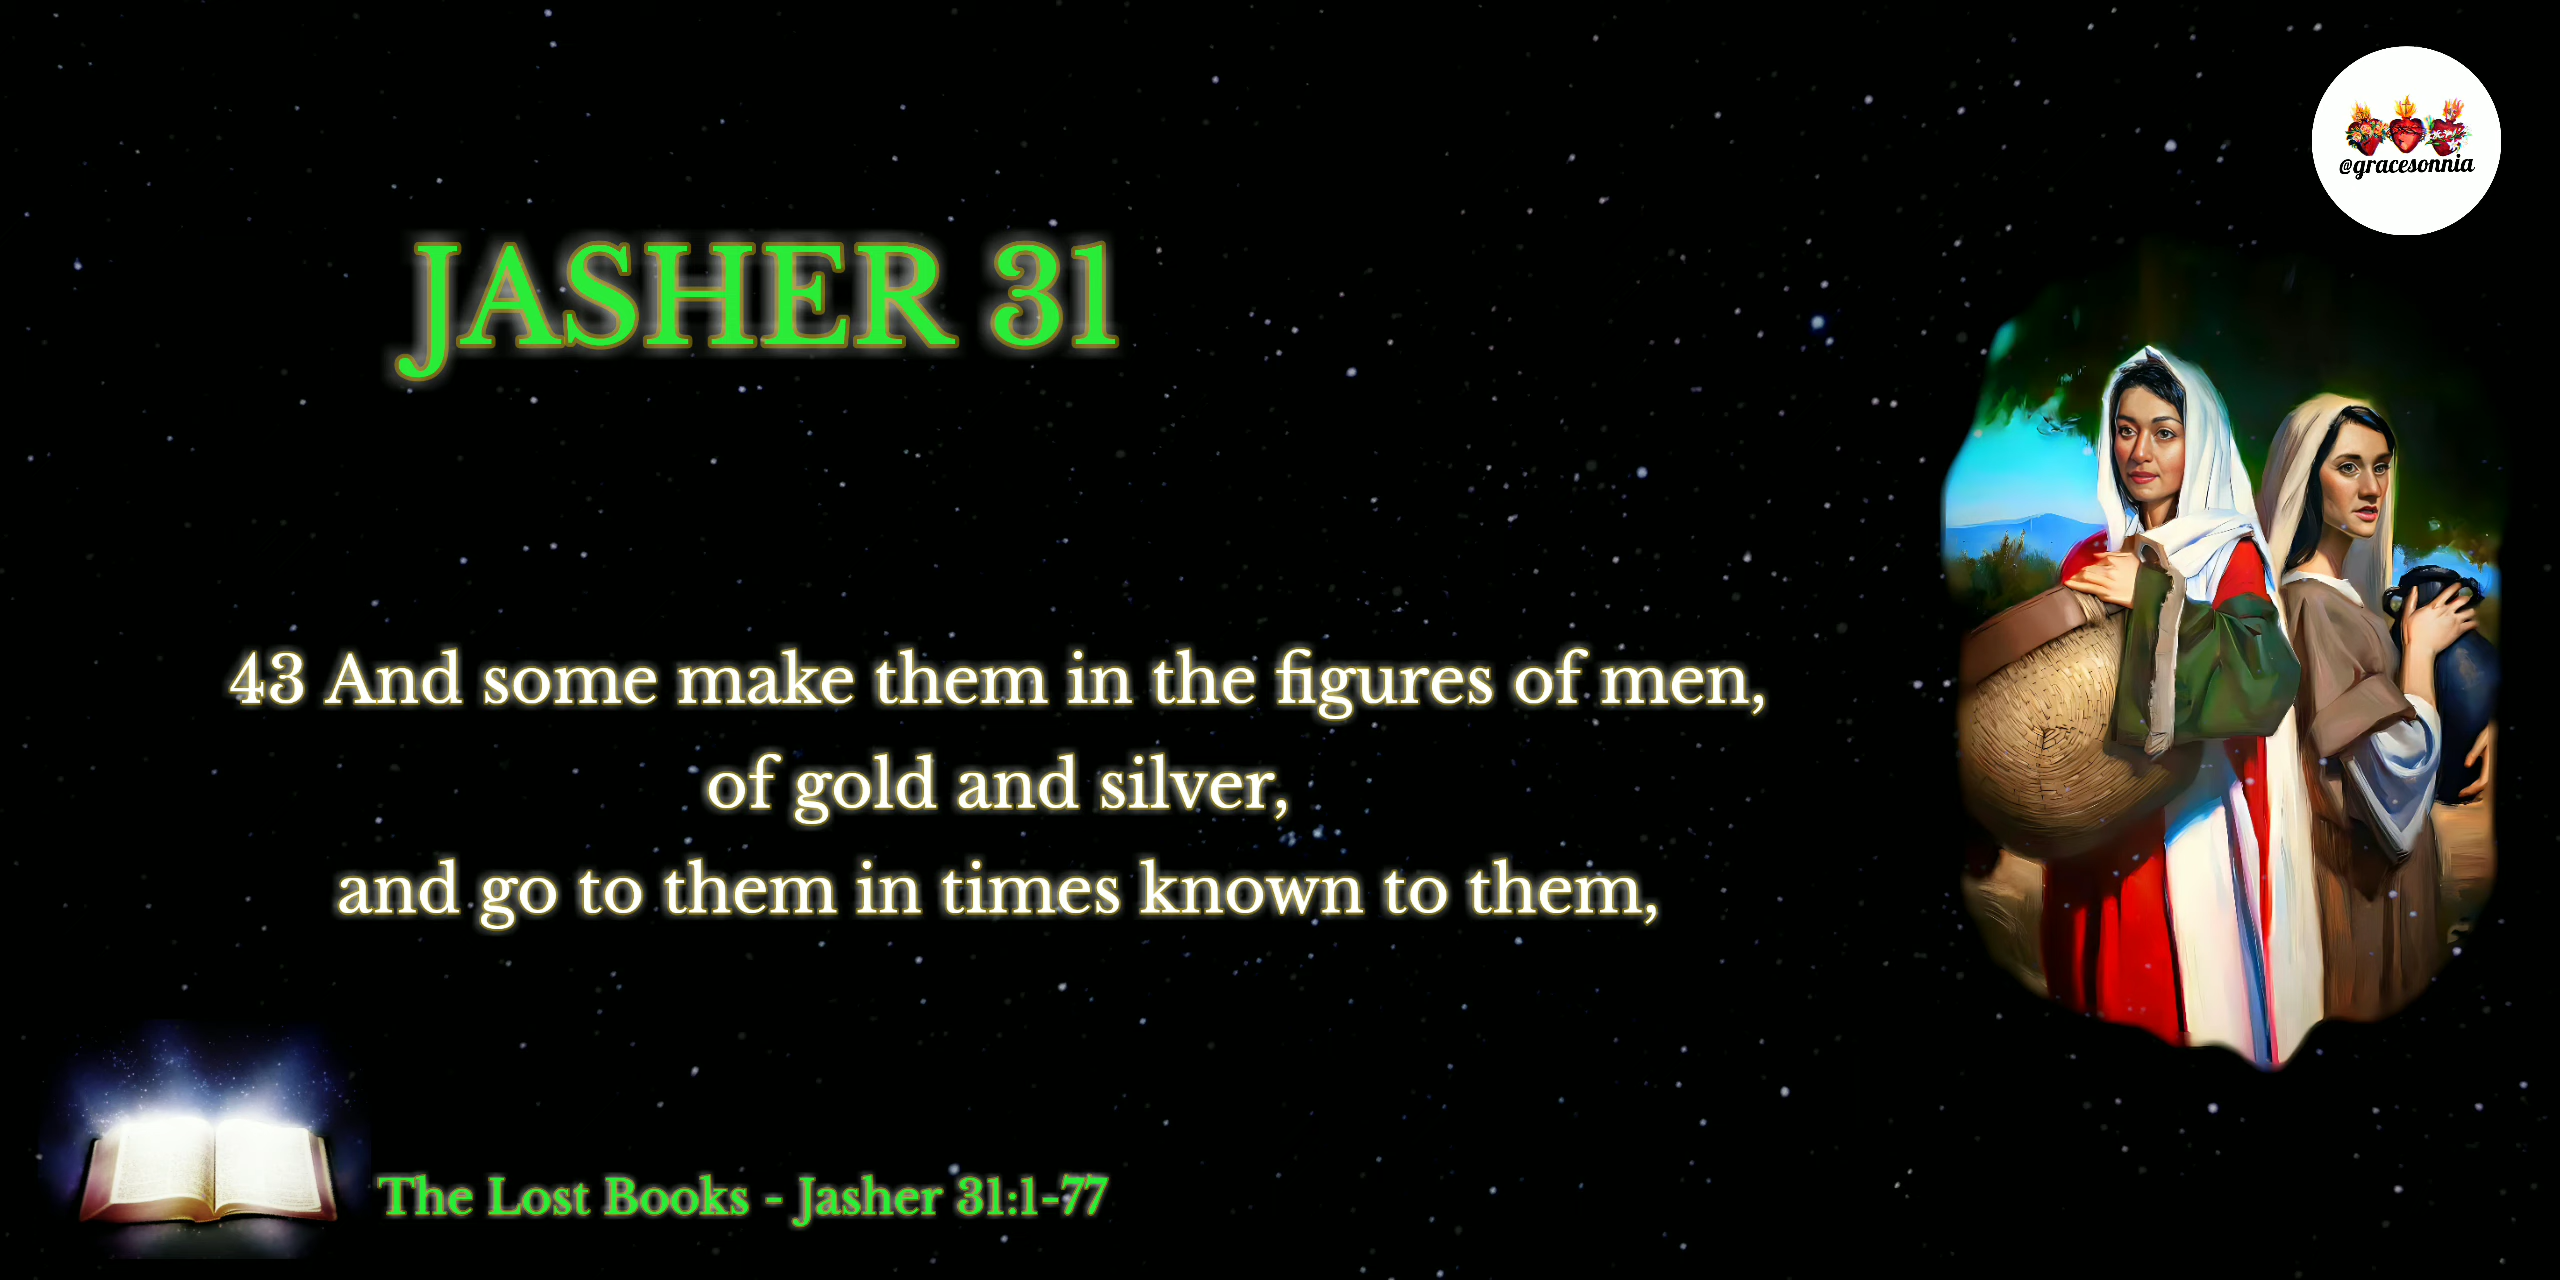 @gracesonnia
JASHER 31
43 And some make them in the figures of men,
of gold and silver,
and go to them in times known to them,
The Lost Books - Jasher 31:1-77